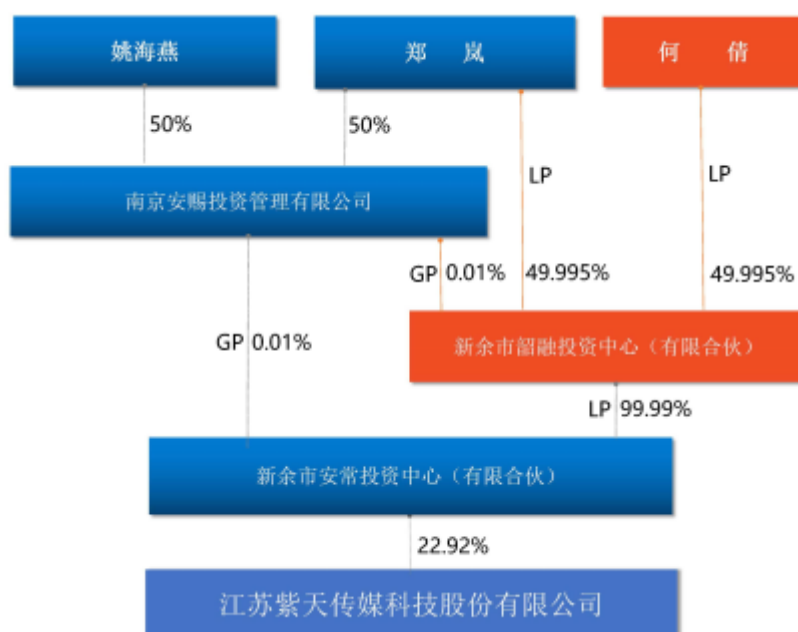 姚海燕
郑 岚
何 倩
50%
50%
LP
LP
南京安赐投资管理有限公司
GP 0.01%
49.995%
49.995%
GP 0.01%
新余市韶融投资中心（有限合伙）
LP 99.99%
新余市安常投资中心（有限合伙）
22.92%
江苏紫天传媒科技股份有限公司